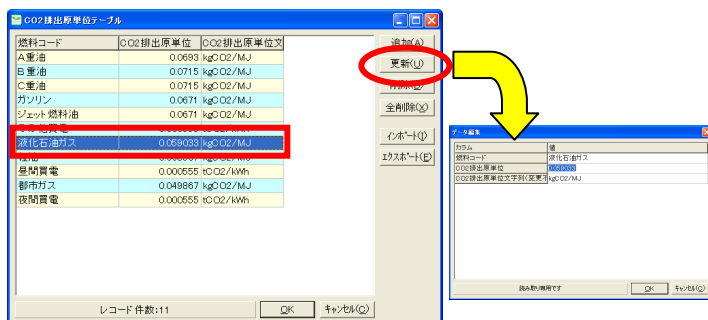 CO2排出原単位テーブル
燃料コード CO2排出原単位 CO2排出原単位文
A重油 0.0693 kgCO2/MJ
B重油 0.0715 kgCO2/MJ
C重油 0.0715 kgCO2/MJ
ガソリン 0.0671 kgCO2/MJ
ジェット燃料油 0.0671 kgCO2/MJ
液化石油ガス 0.059033 kgCO2/MJ
昼間買電 0.000555 tCO2/kWh
都市ガス 0.049867 kgCO2/MJ
夜間買電 0.000555 tCO2/kWh
レコード件数:11
OK
キャンセル(C)
追加(A)
更新(U)
全削除(X)
インポート(I)
エクスポート(E)
データ編集
カラム 値
燃料コード 液化石油ガス
CO2排出原単位 0.059033
CO2排出原単位文字列(変更不 kgCO2/MJ
読み取り専用です
OK
キャンセル(C)